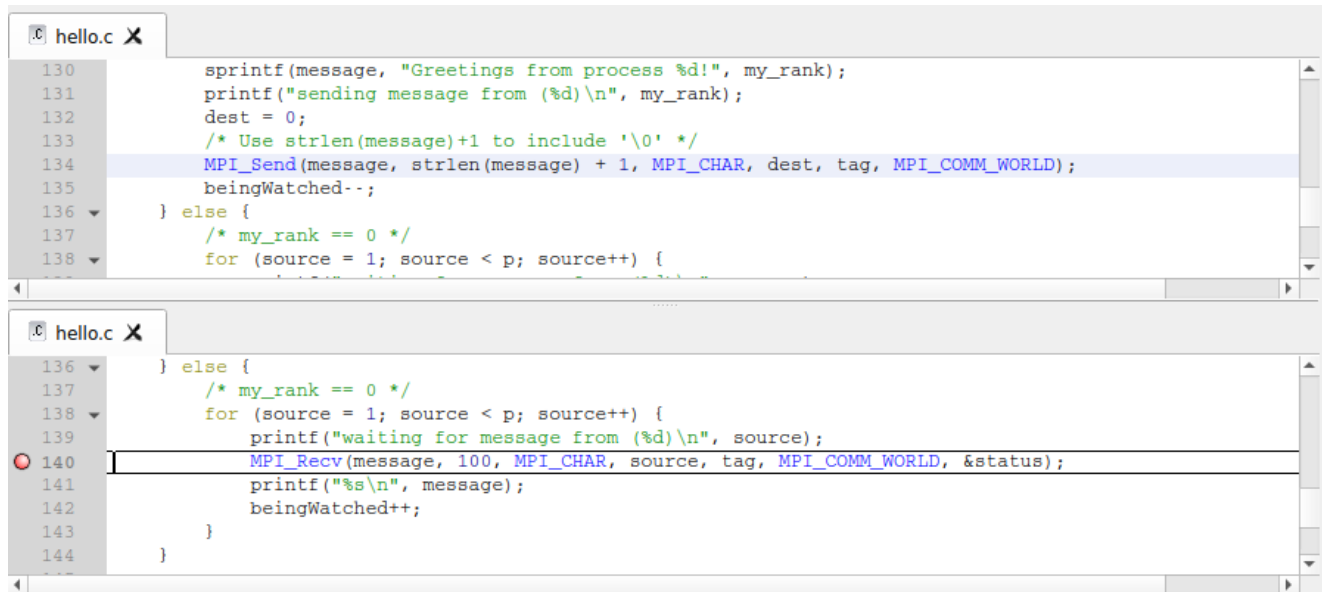 hello.c
130 sprintf(message, "Greetings from process %d!", my_rank);
131 printf("sending message from (%d)\n", my_rank);
132 dest = 0;
133 /* Use strlen(message)+1 to include '\0' */
134 MPI_Send(message, strlen(message) + 1, MPI_CHAR, dest, tag, MPI_COMM_WORLD);
135 beingWatched--;
136 } else {
137 /* my_rank == 0 */
138 for (source = 1; source < p; source++) {
hello.c
136 } else {
137 /* my_rank == 0 */
138 for (source = 1; source < p; source++) {
139 printf("waiting for message from (%d)\n", source);
140 MPI_Recv(message, 100, MPI_CHAR, source, tag, MPI_COMM_WORLD, &status);
141 printf("%s\n", message);
142 beingWatched++;
143 }
144 }